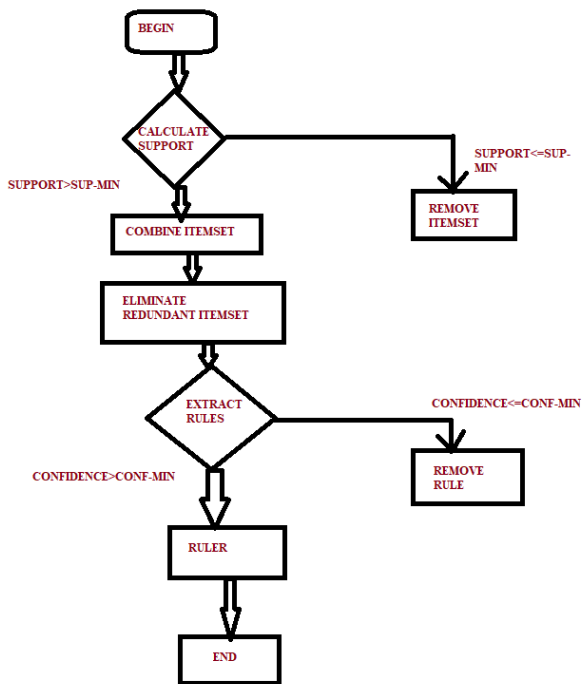 BEGIN
CALCULATE
SUPPORT
SUPPORT<=SUP-
MIN
SUPPORT>SUP-MIN
REMOVE
ITEMSET
COMBINE ITEMSET
ELIMINATE
REDUNDANT ITEMSET
EXTRACT
RULES
CONFIDENCE<=CONF-MIN
CONFIDENCE>CONF-MIN
REMOVE
RULE
RULER
END